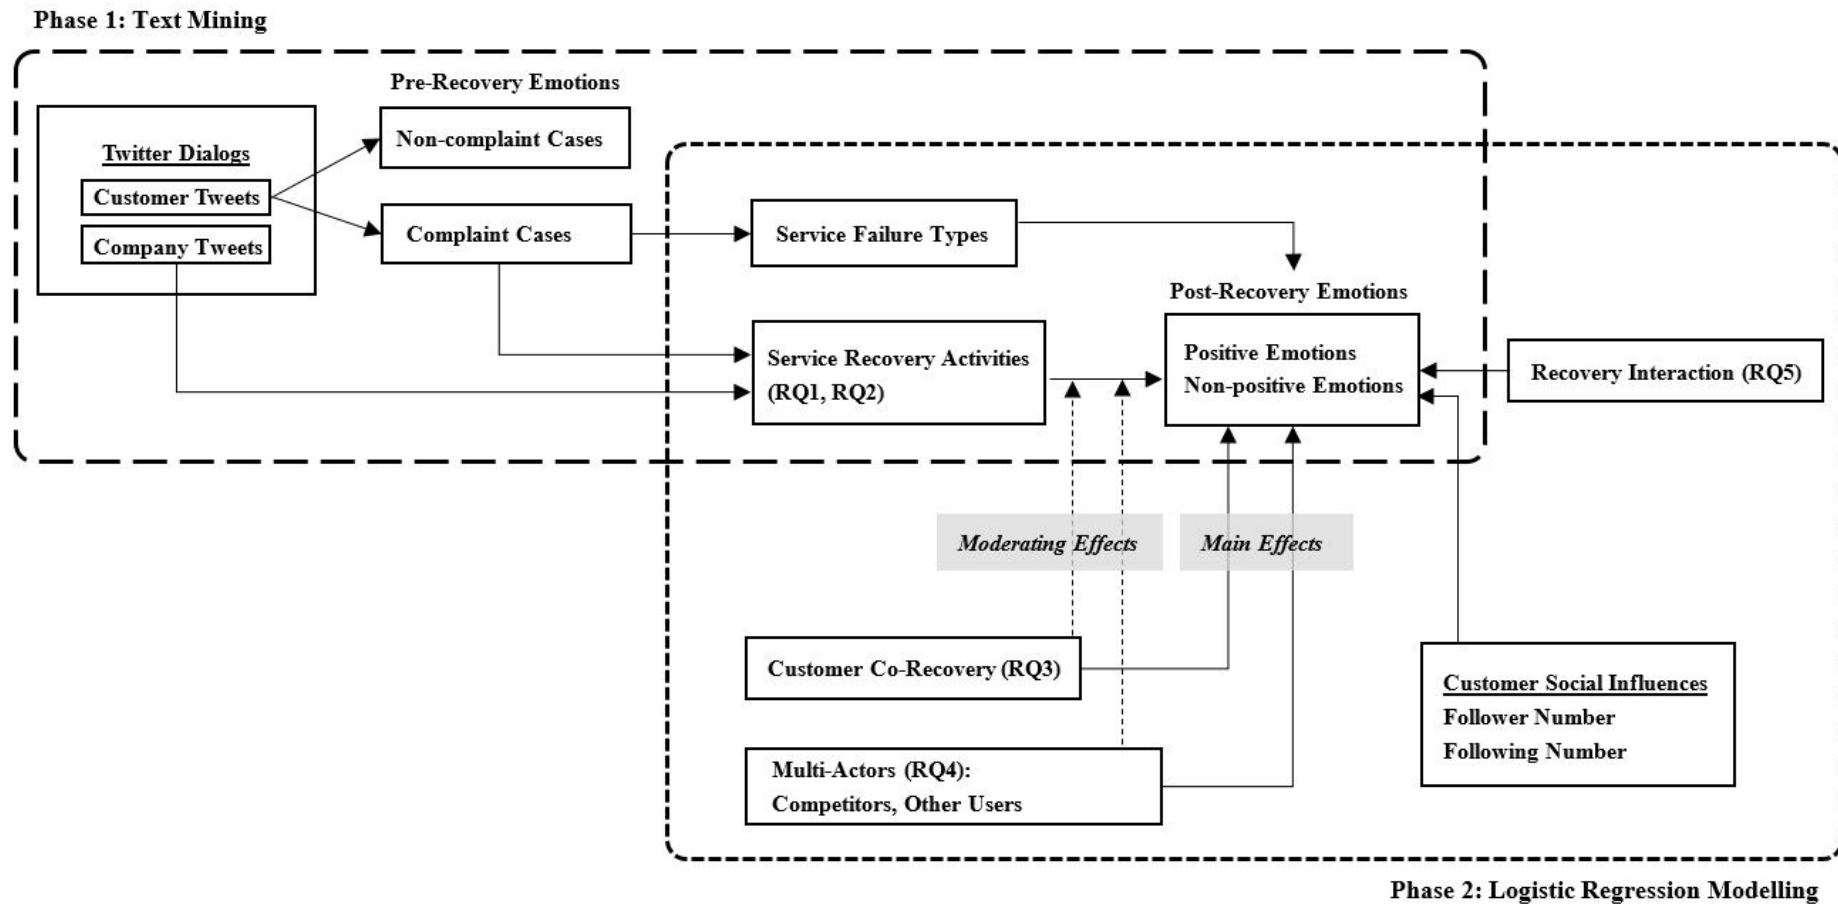 Phase 1: Text Mining
Pre-Recovery Emotions
Non-complaint Cases
Twitter Dialogs
Customer Tweets
Company Tweets
Complaint Cases
Service Failure Types
Post-Recovery Emotions
Service Recovery Activities
(RQ1, RQ2)
Positive Emotions
Non-positive Emotions
Recovery Interaction (RQ5)
Moderating Effects
Main Effects
Customer Co-Recovery (RQ3)
Multi-Actors (RQ4):
Competitors, Other Users
Customer Social Influences
Follower Number
Following Number
Phase 2: Logistic Regression Modelling